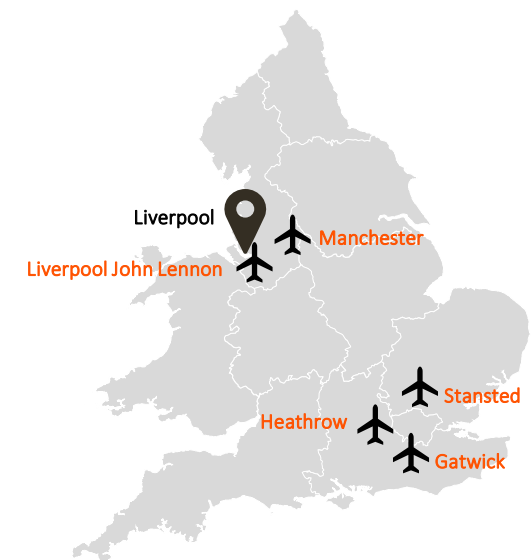 Liverpool
Manchester
Liverpool John Lennon
Stansted
Heathrow
Gatwick